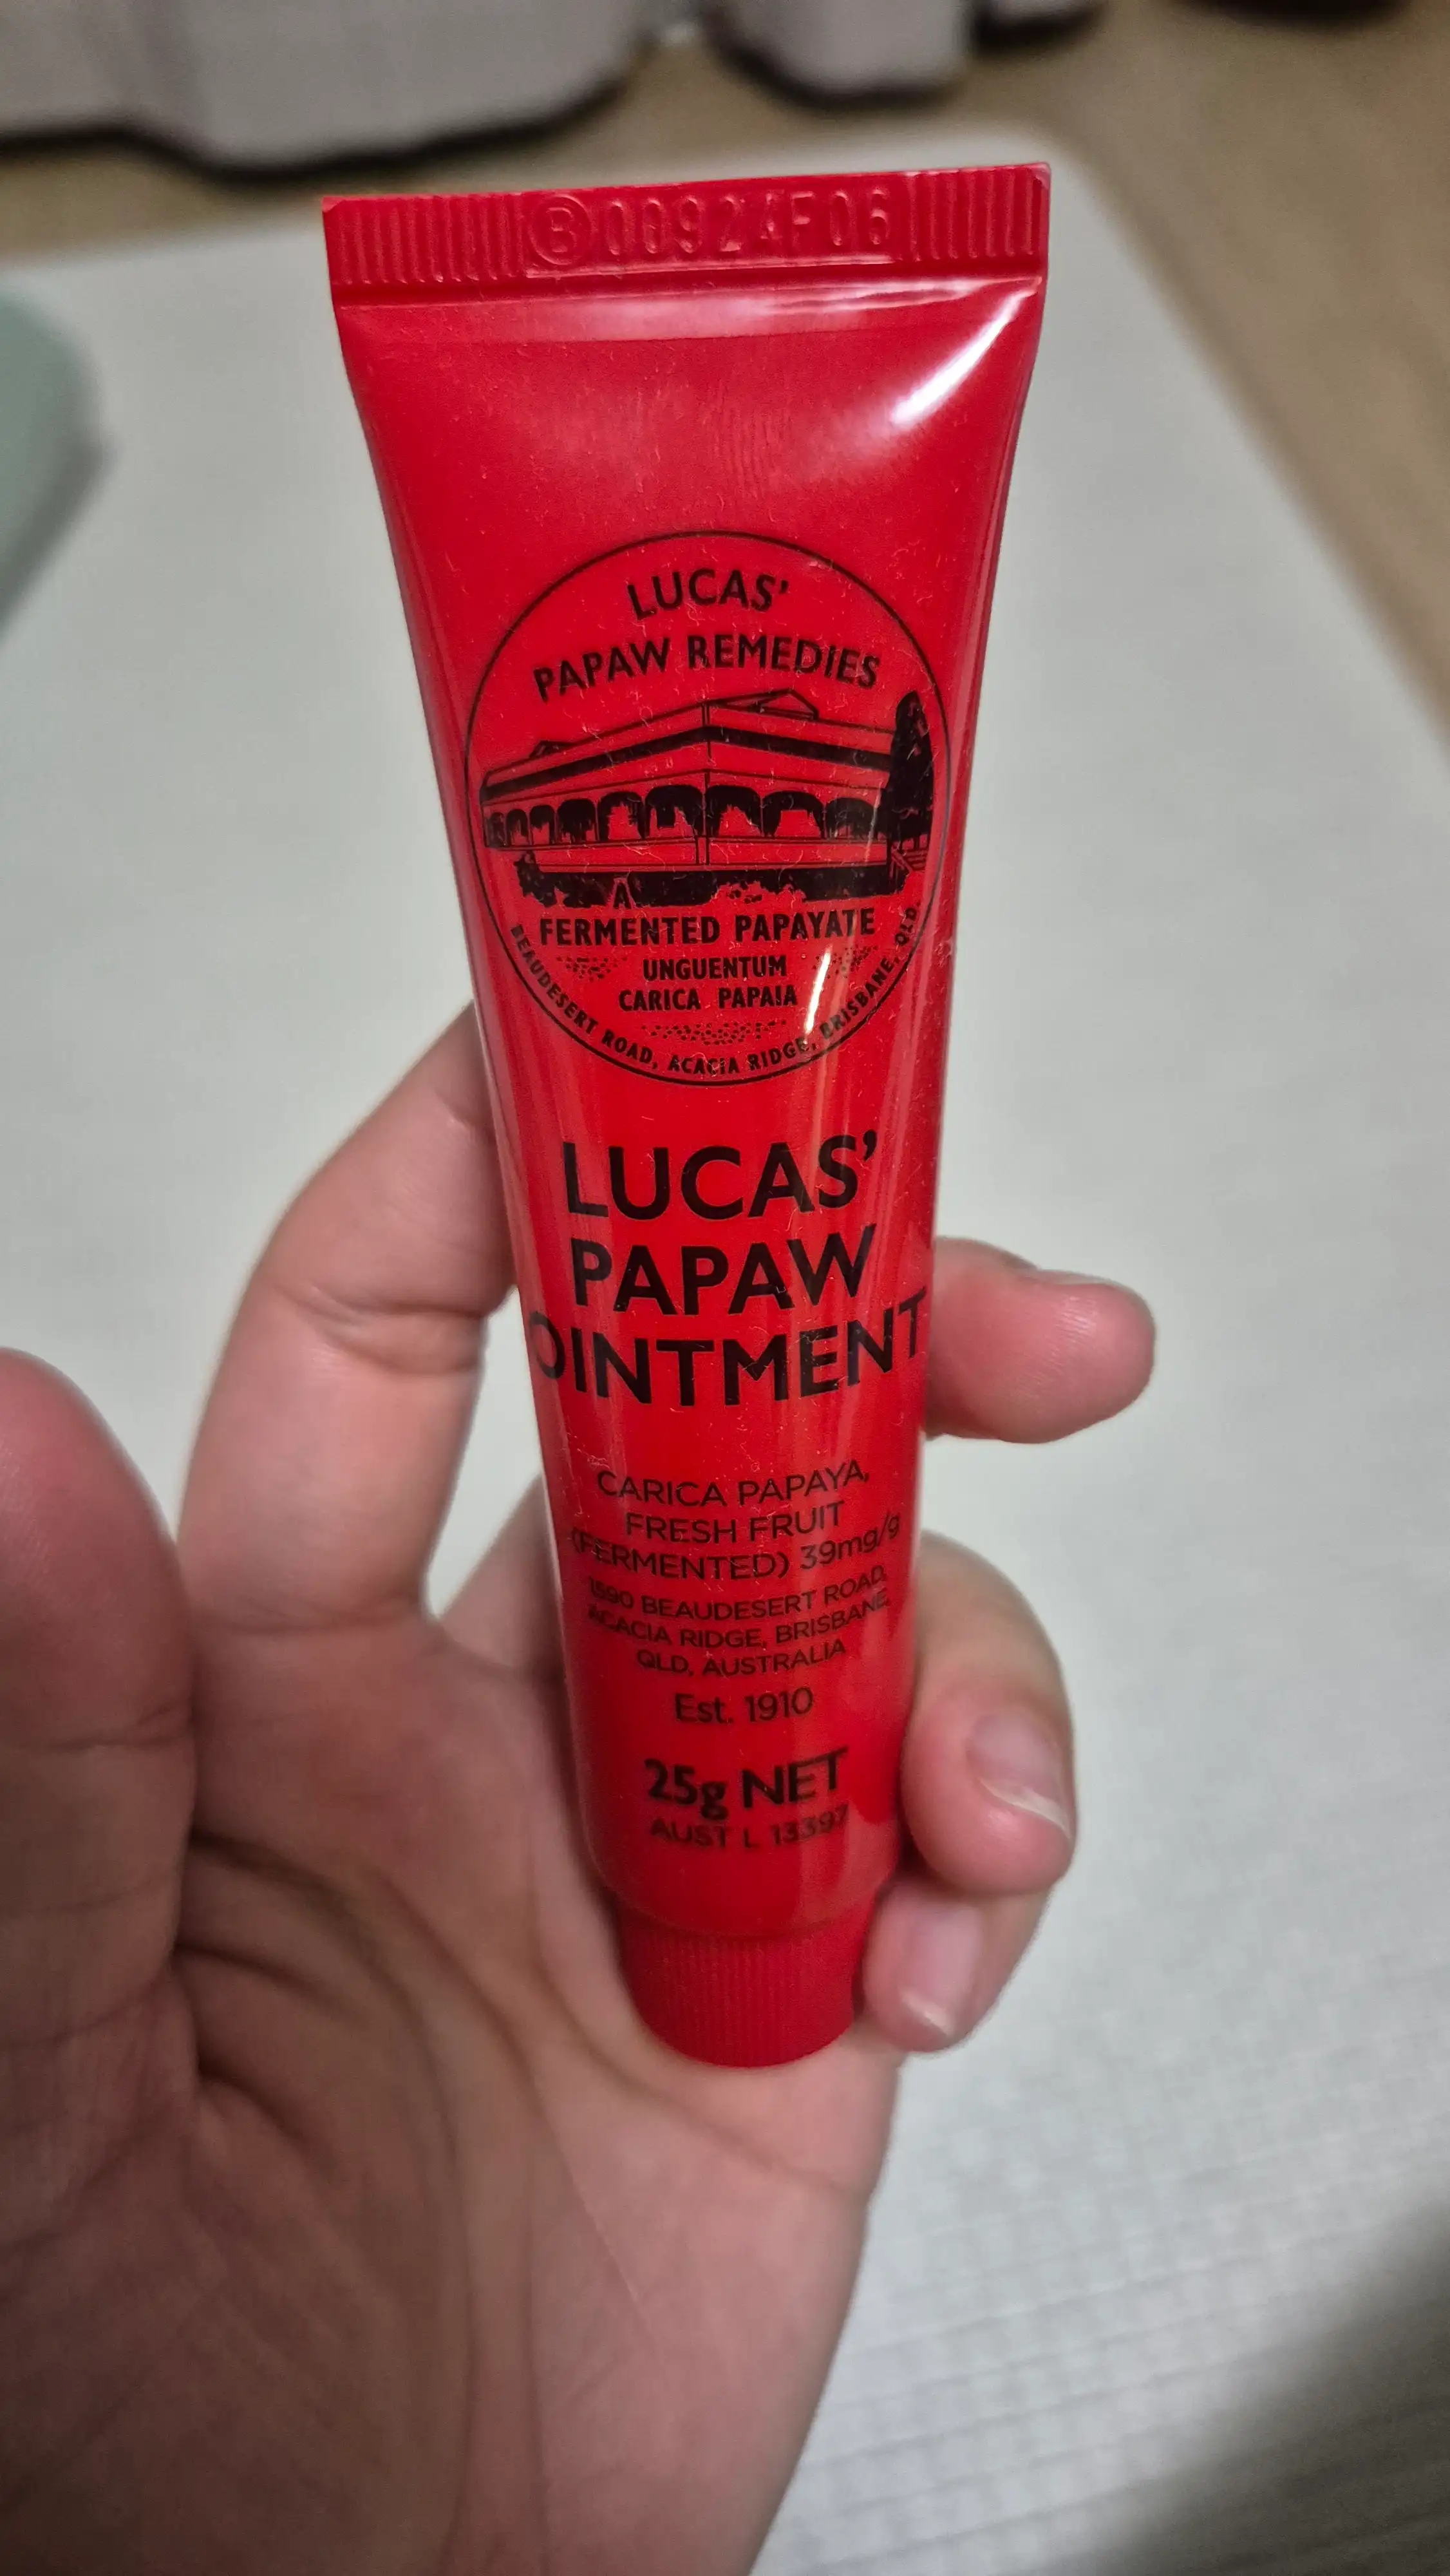 B 00924F06
LUCAS'
PAPAW REMEDIES
A
FERMENTED PAPAYATE
UNGUENTUM
CARICA PAPAIA
BEAUDESERT ROAD, ACACIA RIDGE, BRISBANE, QLD.
LUCAS'
PAPAW
OINTMENT
CARICA PAPAYA,
FRESH FRUIT
(FERMENTED) 39mg/g
1590 BEAUDESERT ROAD,
ACACIA RIDGE, BRISBANE,
QLD, AUSTRALIA
Est. 1910
25g NET
AUST L 13397